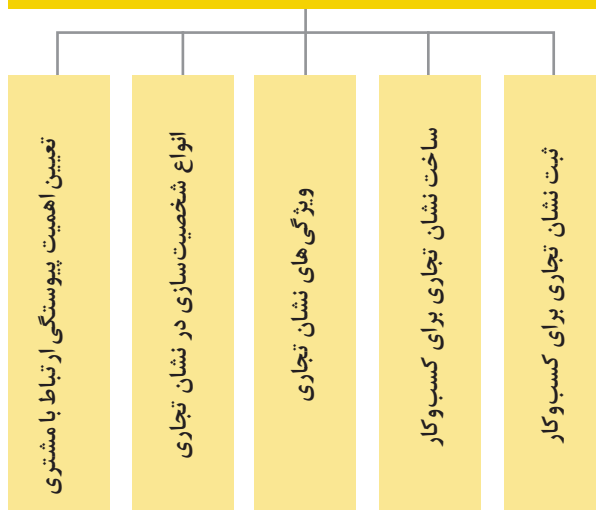 ثبت نشان تجاری برای کسب‌وکار
ساخت نشان تجاری برای کسب‌وکار
ویژگی‌های نشان تجاری
انواع شخصیت‌سازی در نشان تجاری
تعیین اهمیت پیوستگی ارتباط با مشتری